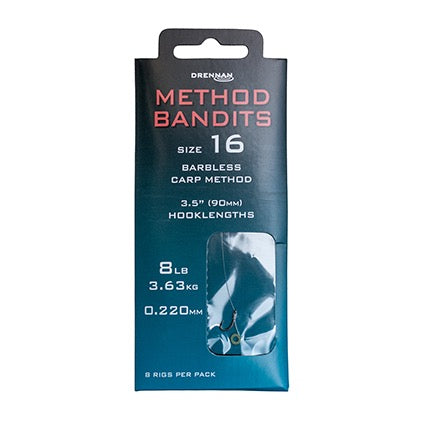 DRENNAN
METHOD
BANDITS
SIZE 16
BARBLESS
CARP METHOD
3.5" (90MM)
HOOKLENGTHS
8LB
3.63KG
0.220MM
8 RIGS PER PACK